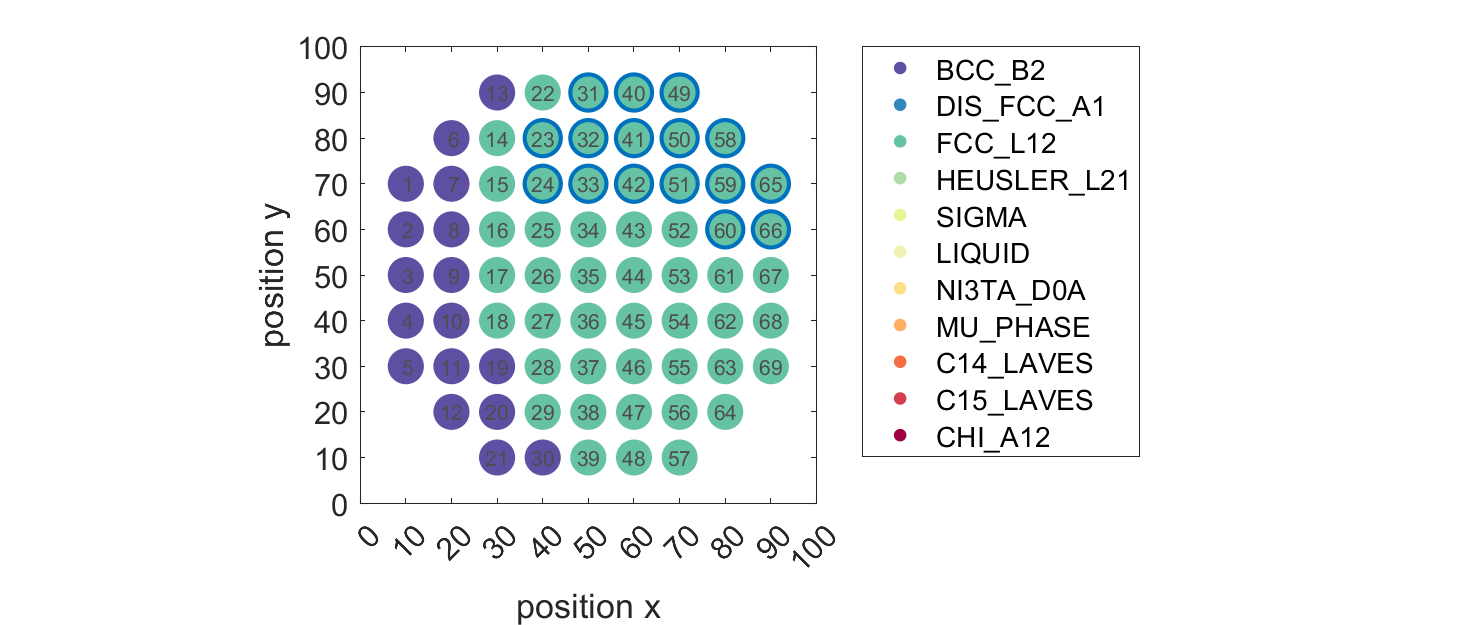 100
90
80
70
60
50
40
30
20
10
0
position y
13 22 31 40 49
6 14 23 32 41 50 58
1 7 15 24 33 42 51 59 65
2 8 16 25 34 43 52 60 66
3 9 17 26 35 44 53 61 67
4 10 18 27 36 45 54 62 68
5 11 19 28 37 46 55 63 69
12 20 29 38 47 56 64
21 30 39 48 57
0 10 20 30 40 50 60 70 80 90 100
position x
BCC_B2
DIS_FCC_A1
FCC_L12
HEUSLER_L21
SIGMA
LIQUID
NI3TA_D0A
MU_PHASE
C14_LAVES
C15_LAVES
CHI_A12